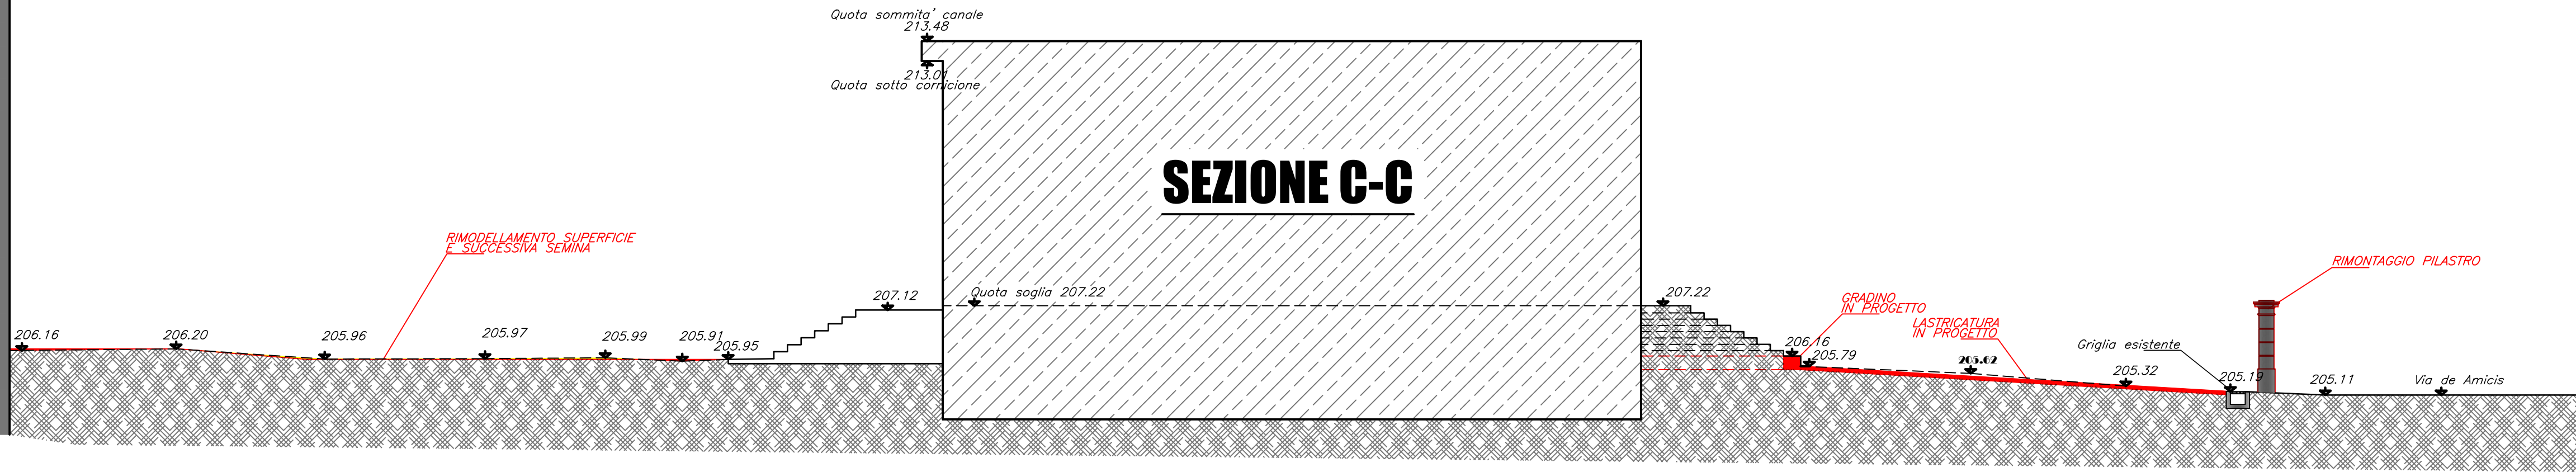 Quota sommita' canale
213.48
213.01
Quota sotto cornicione
SEZIONE C-C
RIMODELLAMENTO SUPERFICIE
E SUCCESSIVA SEMINA
206.16
206.20
205.96
205.97
205.99
205.91
205.95
207.12
Quota soglia 207.22
207.22
GRADINO
IN PROGETTO
LASTRICATURA
IN PROGETTO
206.16
205.79
205.62
205.32
Griglia esistente
205.19
RIMONTAGGIO PILASTRO
205.11
Via de Amicis